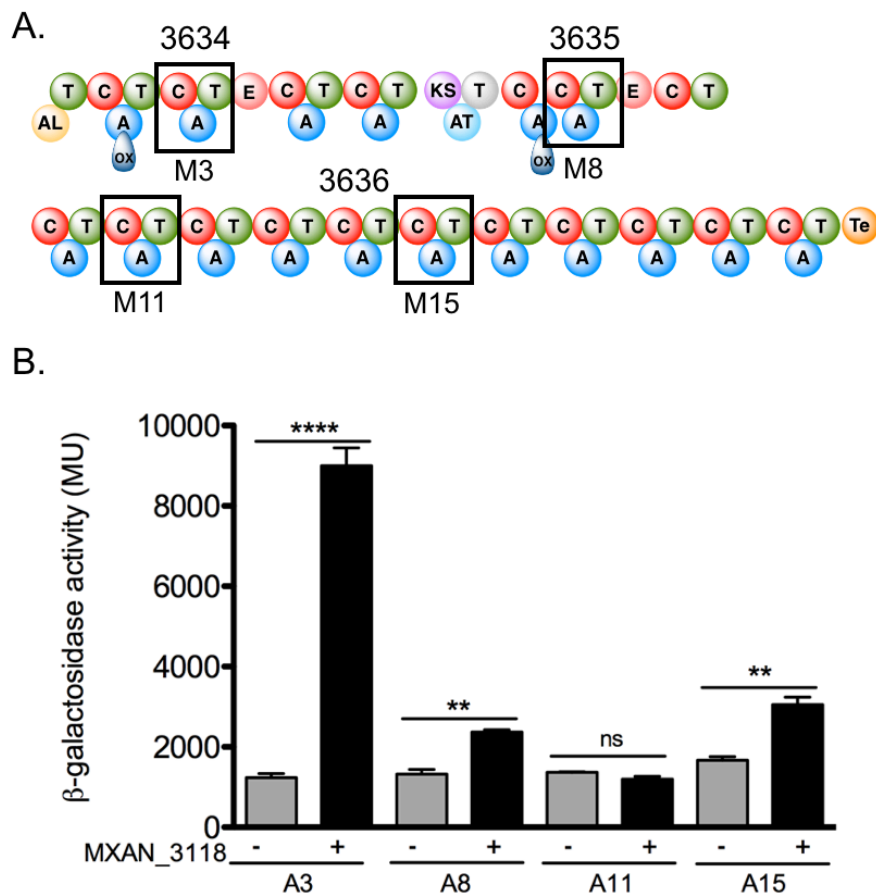 A.
3634 3635
T C T C T E C T C T KS T C C T E C T
AL A A A A AT A A
OX OX
M3 M8
3636
C T C T C T C T C T C T C T C T C T C T C T Te
A A A A A A A A A A A
M11 M15
B.
β-galactosidase activity (MU)
10000
8000
6000
4000
2000
0
****
**
ns
**
MXAN_3118 - + - + - + - +
A3 A8 A11 A15